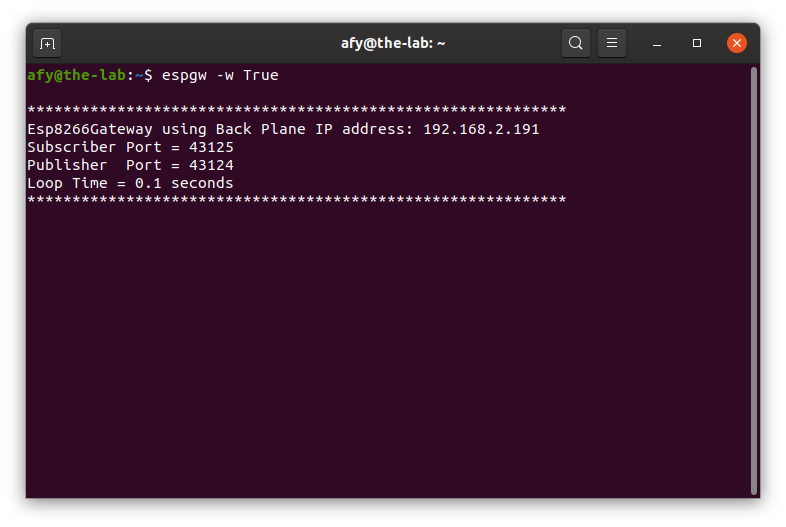 afy@the-lab: ~
afy@the-lab:~$ espgw -w True
************************************************************
Esp8266Gateway using Back Plane IP address: 192.168.2.191
Subscriber Port = 43125
Publisher  Port = 43124
Loop Time = 0.1 seconds
************************************************************